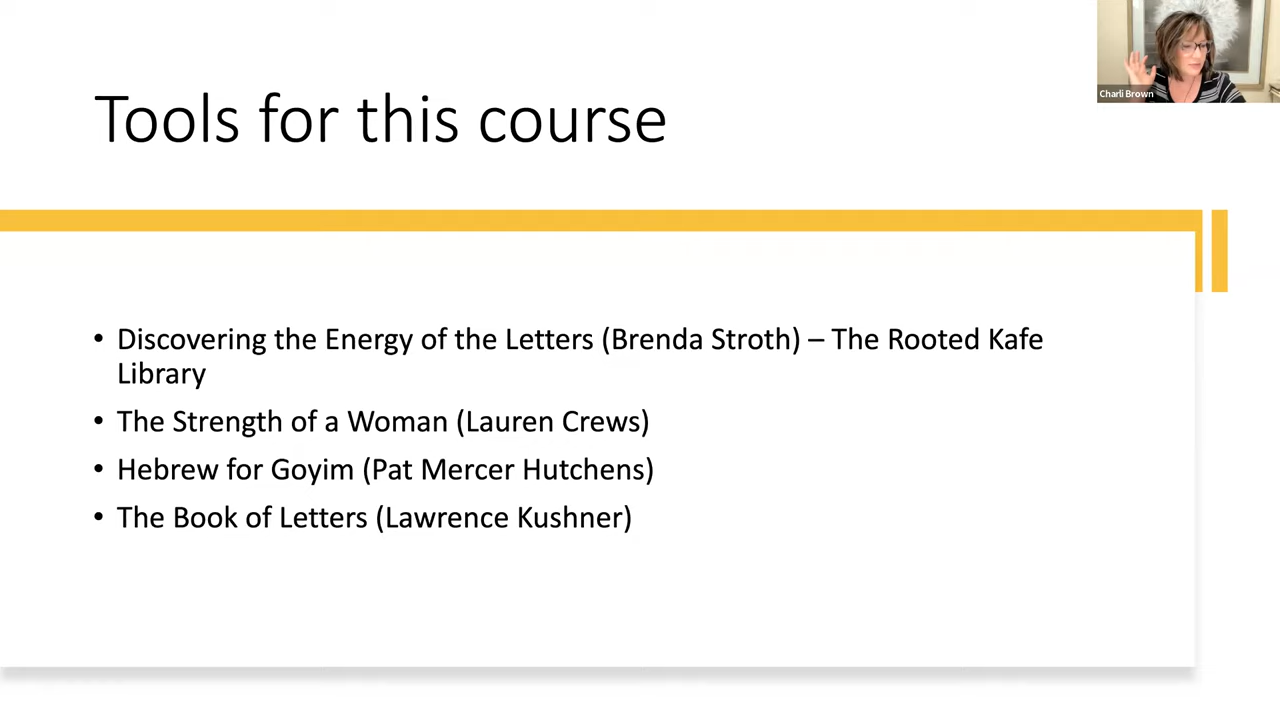 Charli Brown
Tools for this course
• Discovering the Energy of the Letters (Brenda Stroth) – The Rooted Kafe
Library
• The Strength of a Woman (Lauren Crews)
• Hebrew for Goyim (Pat Mercer Hutchens)
• The Book of Letters (Lawrence Kushner)